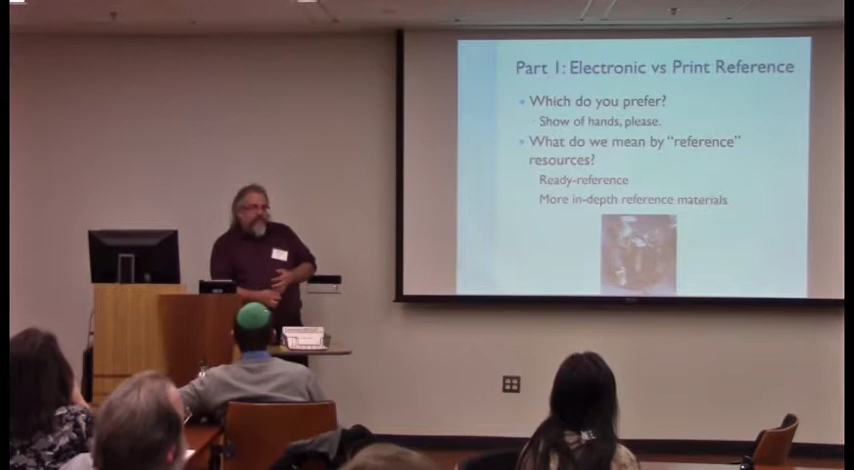 Part 1: Electronic vs Print Reference
Which do you prefer?
Show of hands, please.
What do we mean by "reference"
resources?
Ready-reference
More in-depth reference materials